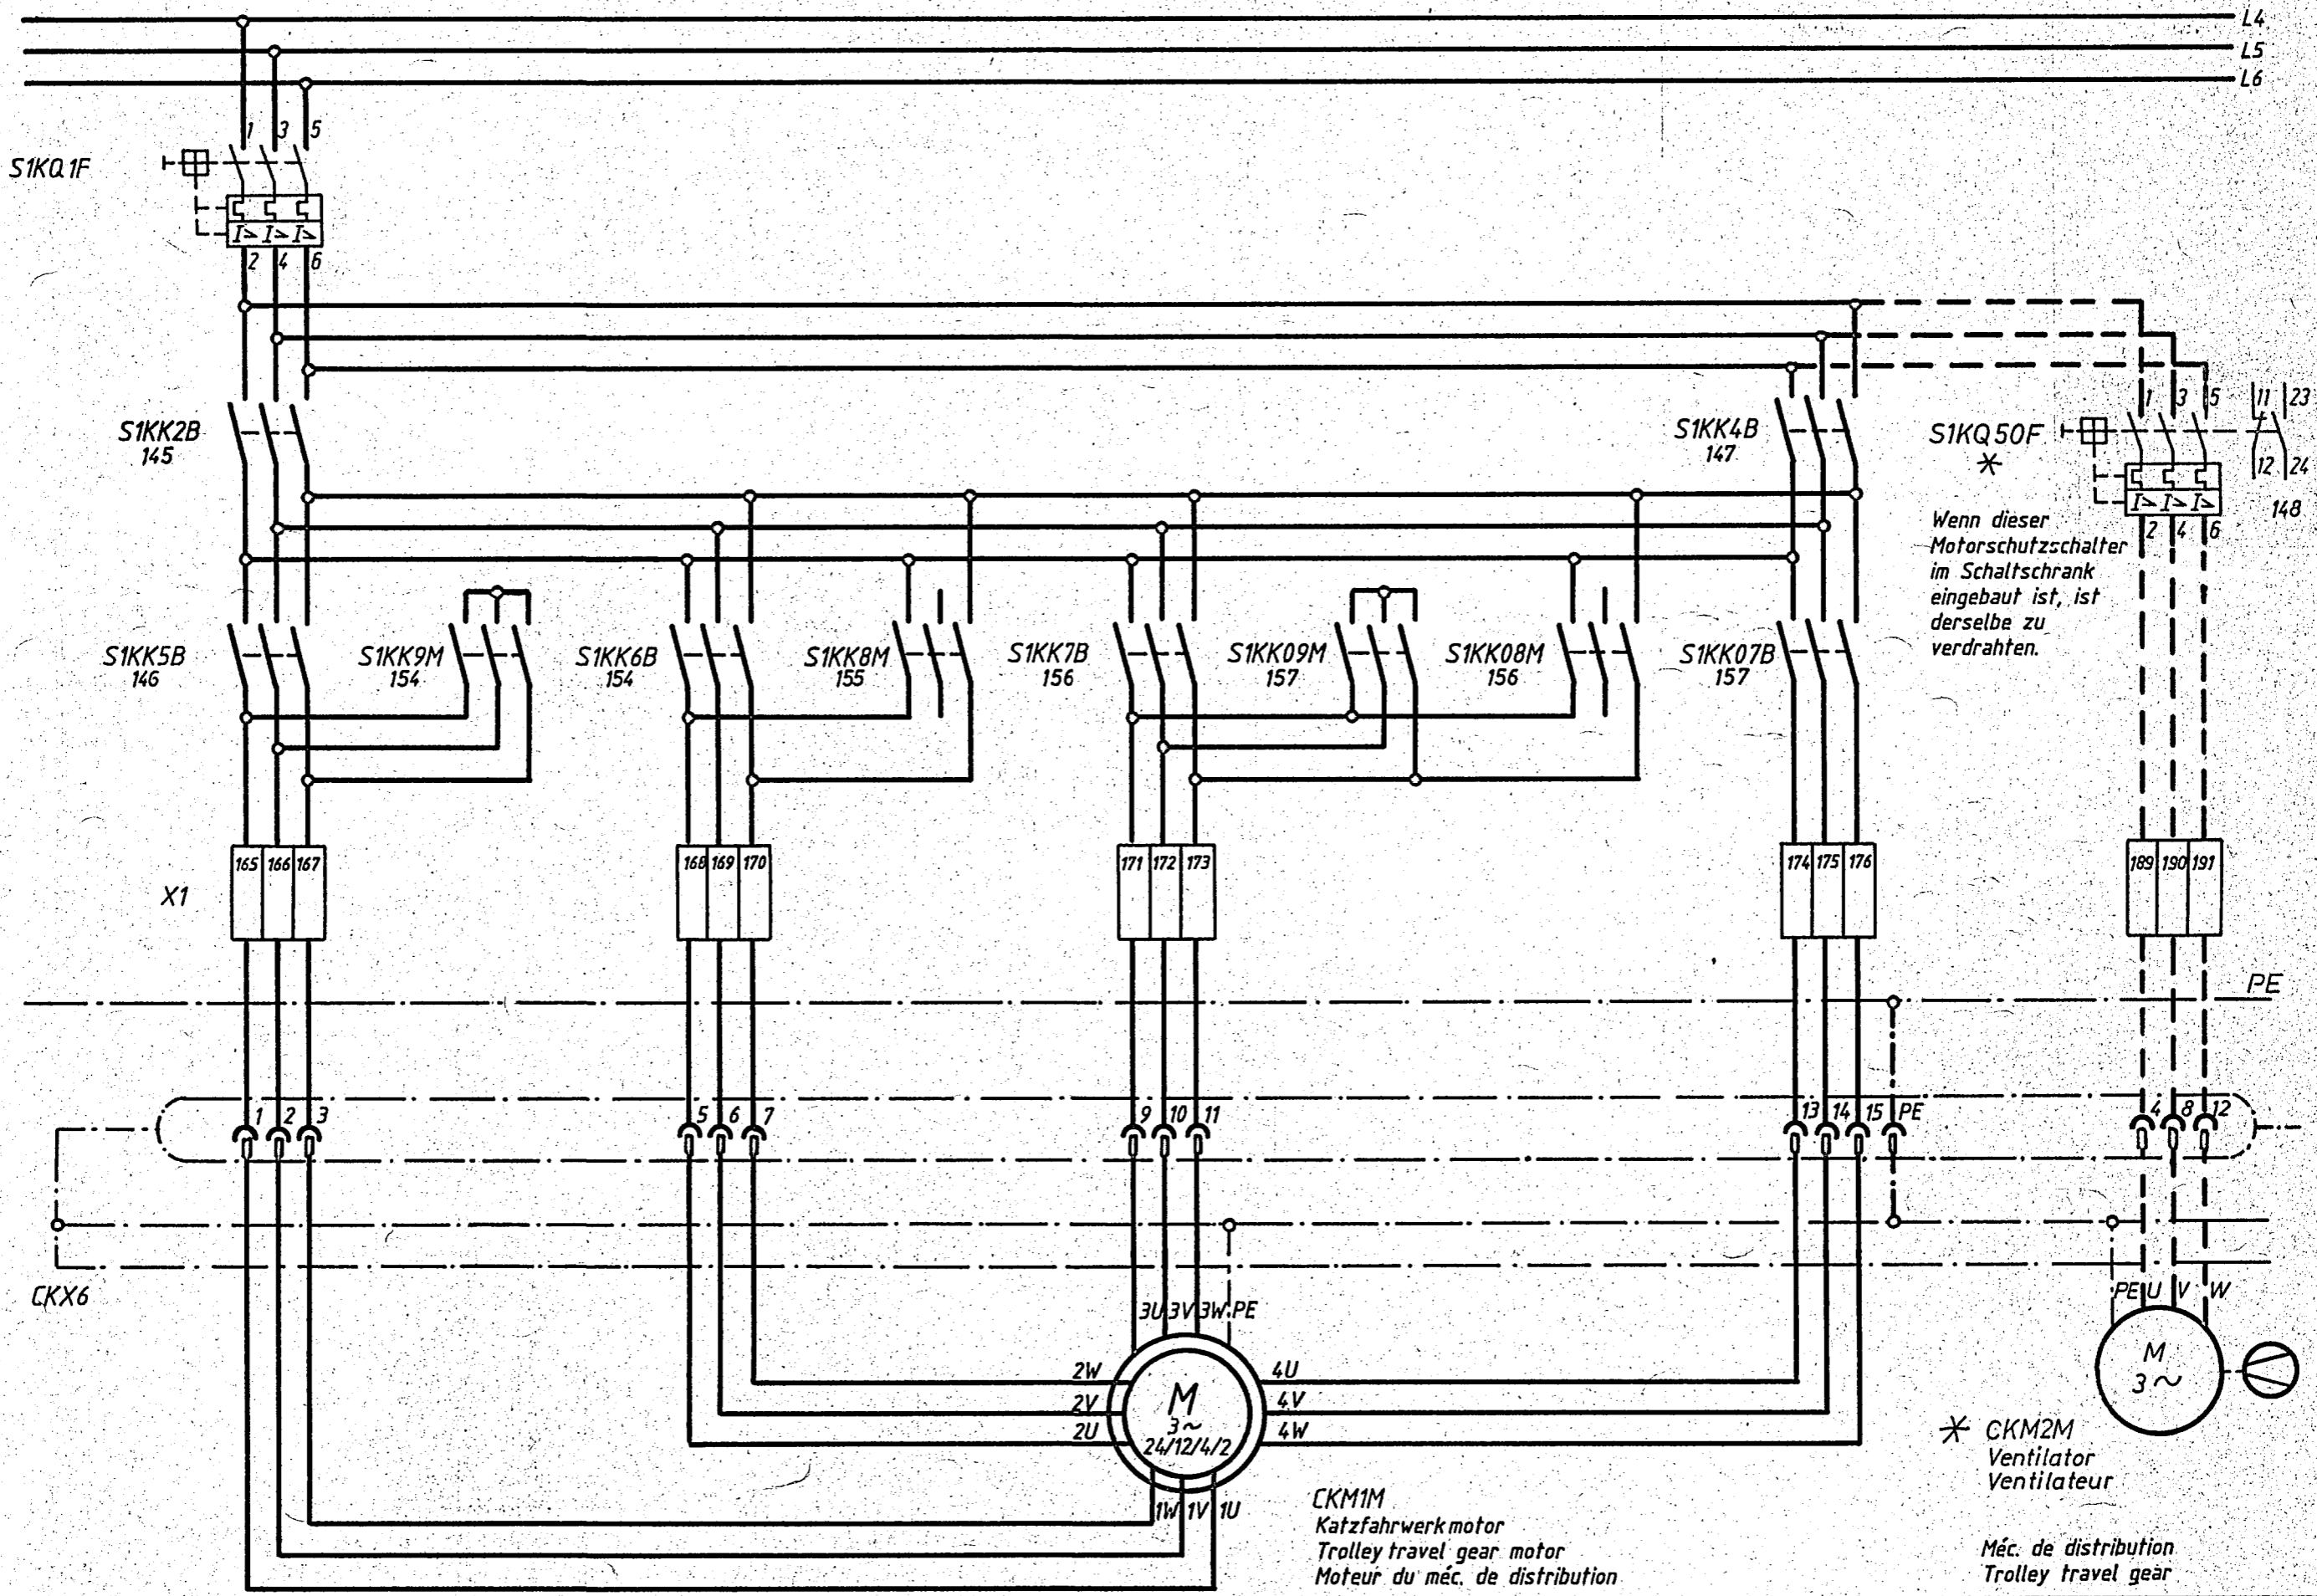 L4
L5
L6
1 3 5
S1KQ1F
I> I> I>
2 4 6
S1KK2B
145
S1KK4B
147
S1KQ50F
*
1 3 5 11 23
12 24
I> I> I>
148
2 4 6
Wenn dieser
Motorschutzschalter
im Schaltschrank
eingebaut ist, ist
derselbe zu
verdrahten.
S1KK5B
146
S1KK9M
154
S1KK6B
154
S1KK8M
155
S1KK7B
156
S1KK09M
157
S1KK08M
156
S1KK07B
157
X1
165 166 167
168 169 170
171 172 173
174 175 176
189 190 191
PE
1 2 3
5 6 7
9 10 11
13 14 15 PE
4 8 12
CKX6
3U 3V 3W PE
2W
2V
2U
4U
4V
4W
M
3~
24/12/4/2
1W 1V 1U
PE U V W
M
3~
CKM1M
Katzfahrwerkmotor
Trolley travel gear motor
Moteur du méc. de distribution
* CKM2M
Ventilator
Ventilateur
Méc. de distribution
Trolley travel gear